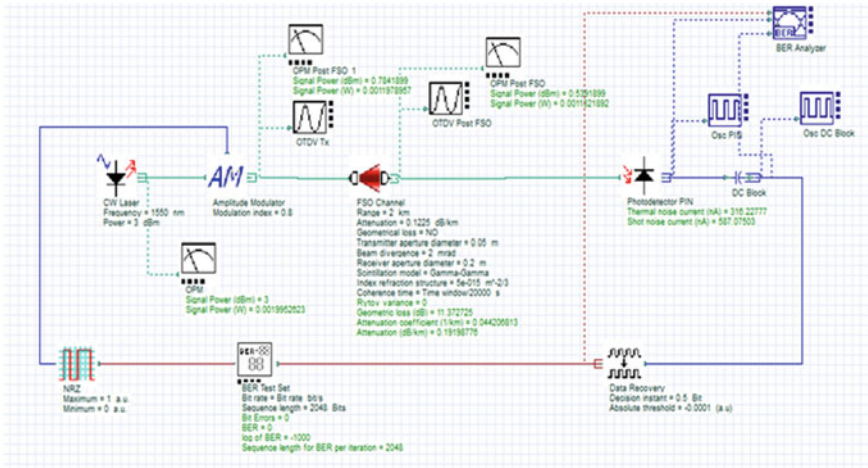 OPM Post FSO 1
Signal Power (dBm) = 0.7841899
Signal Power (W) = 0.0011978957
OTDV Tx
OPM Post FSO
Signal Power (dBm) =
Signal Power (W) =
OTDV Post FSO
BER
BER Analyzer
Osc PIN
Osc DC Block
CW Laser
Frequency = 1550 nm
Power = 3 dBm
AM
Amplitude Modulator
Modulation index = 0.8
FSO Channel
Range = 2 km
Attenuation = 0.1225 dB/km
Geometrical loss = NO
Transmitter aperture diameter = 0.05 m
Beam divergence = 2 mrad
Receiver aperture diameter = 0.2 m
Scintillation model = Gamma-Gamma
Index refraction structure = 5e-015 m^-2/3
Coherence time = Time window/20000 s
Rytov variance = 0
Geometric loss (dB) = 11.372725
Attenuation coefficient (1/km) = 0.044206813
Attenuation (dB/km) = 0.19198776
Photodetector PIN
Thermal noise current (nA) = 316.22777
Shot noise current (nA) = 587.07503
DC Block
OPM
Signal Power (dBm) = 3
Signal Power (W) = 0.0019952623
NRZ
Maximum = 1 a.u.
Minimum = 0 a.u.
BER Test Set
Bit rate = Bit rate bit/s
Sequence length = 2048 Bits
Bit Errors = 0
BER = 0
log of BER = -1000
Sequence length for BER per iteration = 2048
Data Recovery
Decision instant = 0.5 Bit
Absolute threshold = -0.0001 (a.u)